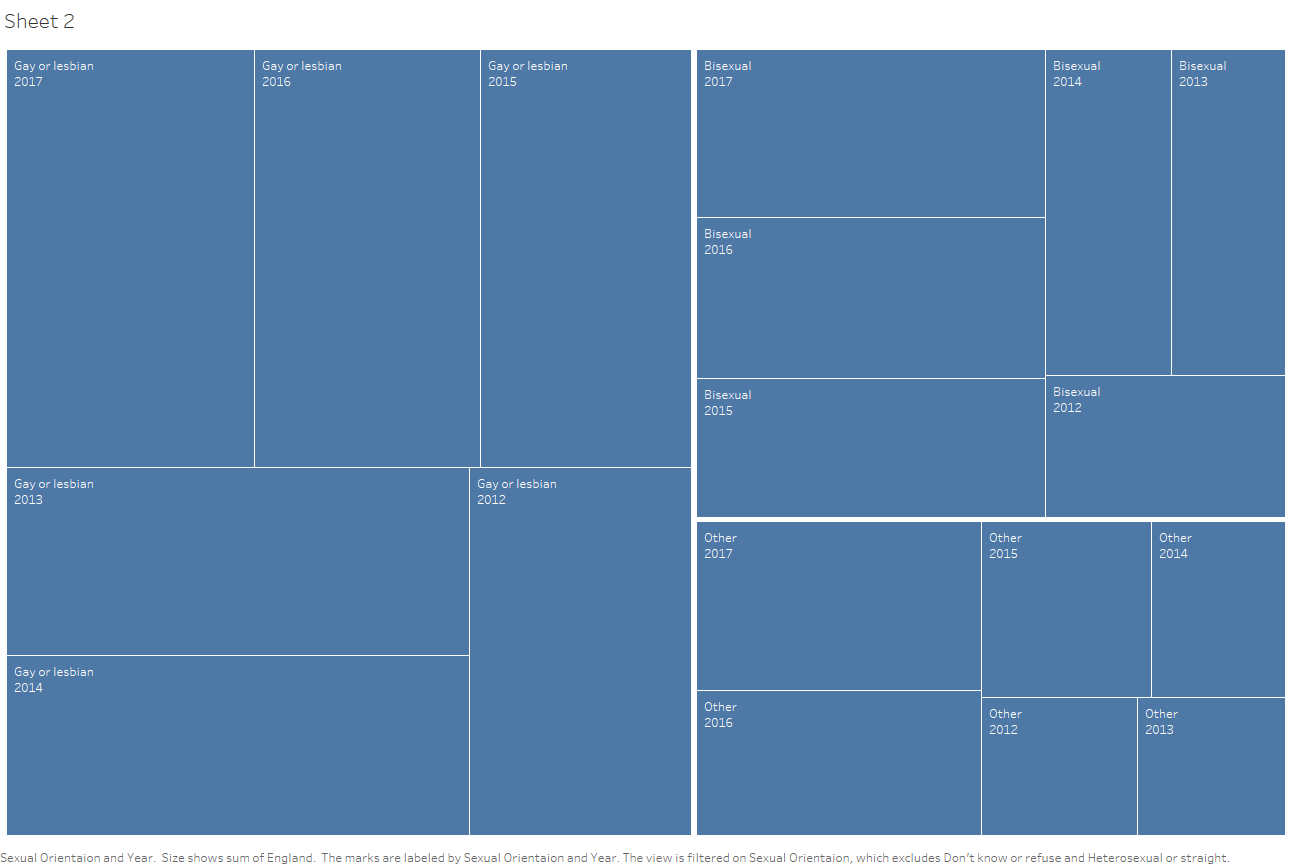 Sheet 2
Gay or lesbian
2017
Gay or lesbian
2016
Gay or lesbian
2015
Gay or lesbian
2013
Gay or lesbian
2014
Gay or lesbian
2012
Bisexual
2017
Bisexual
2016
Bisexual
2015
Bisexual
2014
Bisexual
2013
Bisexual
2012
Other
2017
Other
2016
Other
2015
Other
2014
Other
2012
Other
2013
Sexual Orientaion and Year.  Size shows sum of England.  The marks are labeled by Sexual Orientaion and Year. The view is filtered on Sexual Orientaion, which excludes Don't know or refuse and Heterosexual or straight.